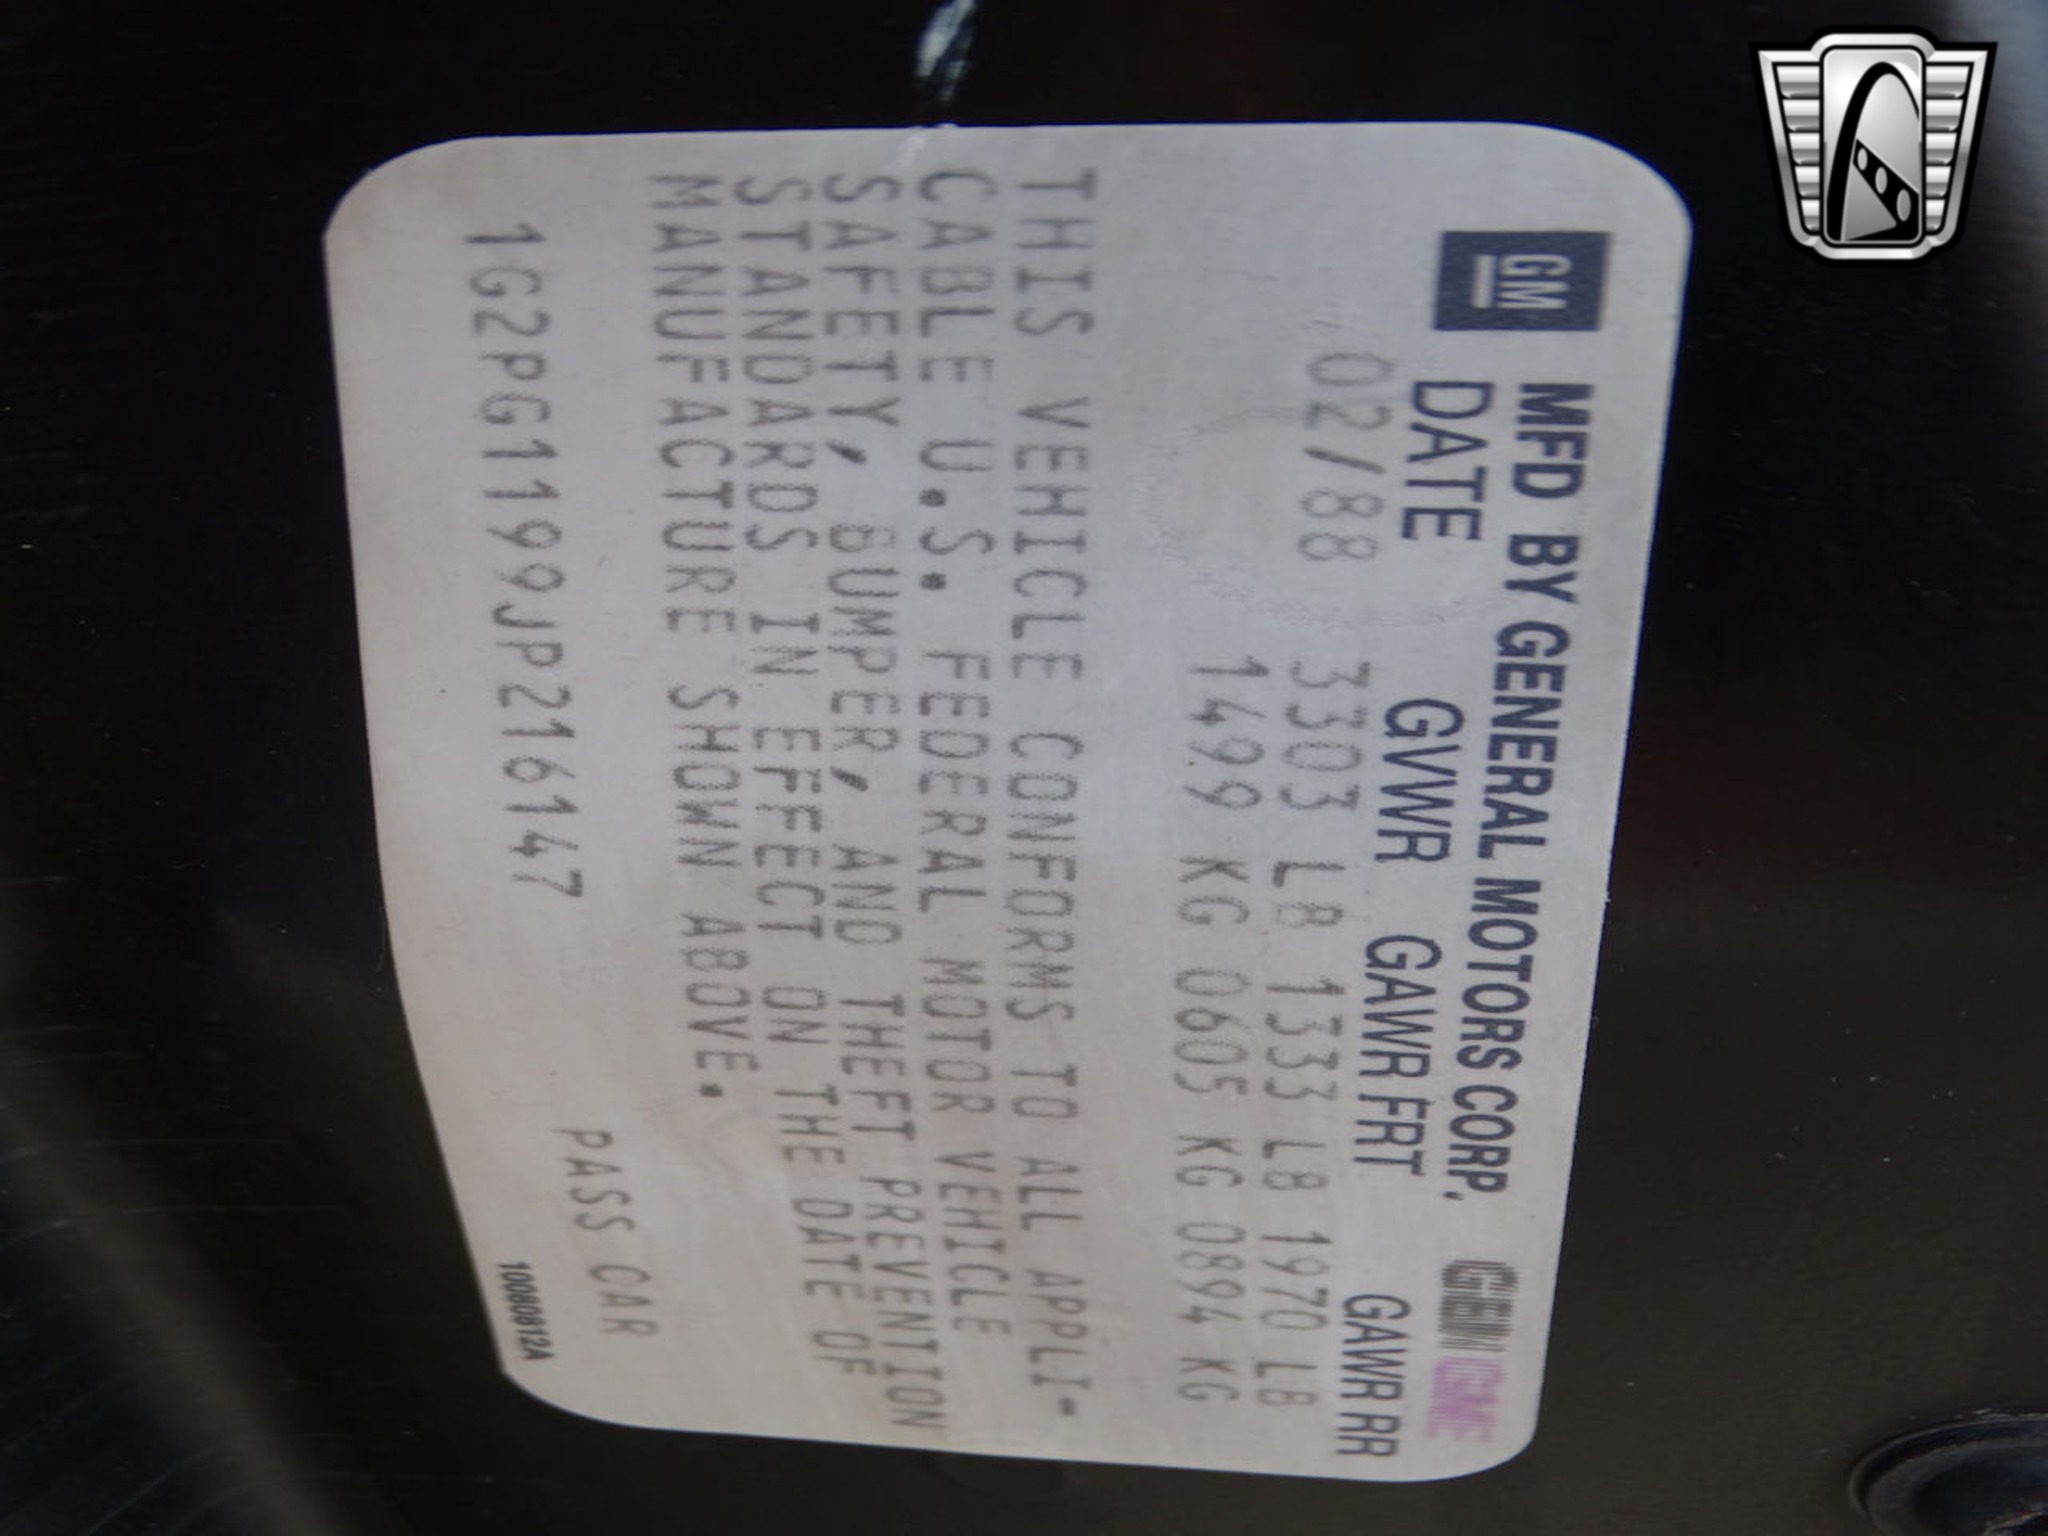 GM MFD BY GENERAL MOTORS CORP.
DATE GVWR GAWR FRT GAWR RR
02/88 3303 LB 1333 LB 1970 LB
1499 KG 0605 KG 0894 KG
THIS VEHICLE CONFORMS TO ALL APPLI-
CABLE U.S. FEDERAL MOTOR VEHICLE
SAFETY, BUMPER, AND THEFT PREVENTION
STANDARDS IN EFFECT ON THE DATE OF
MANUFACTURE SHOWN ABOVE.
1G2PG1199JP216147 PASS CAR
10080812A